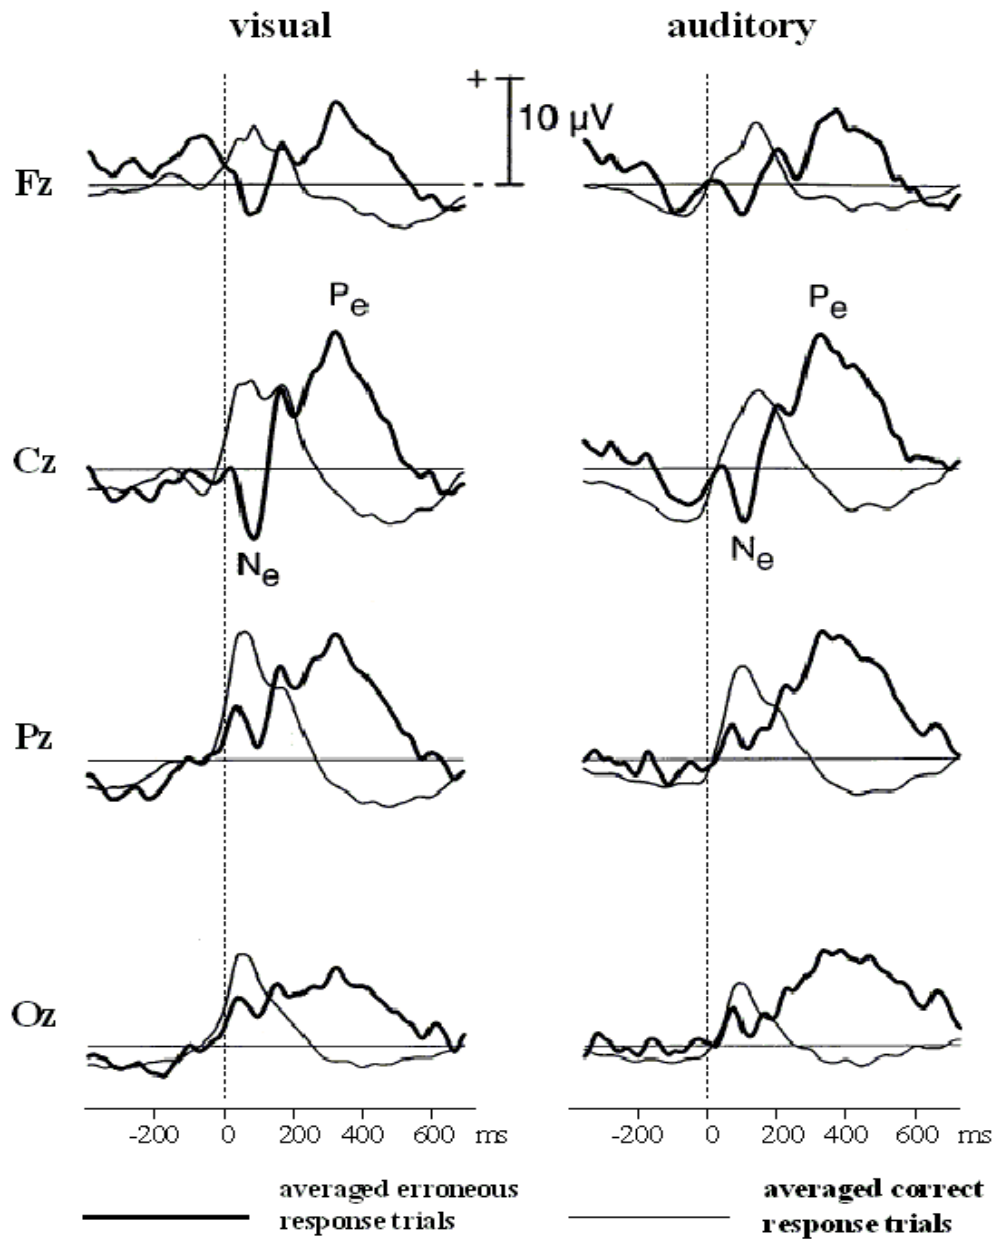 visual auditory
+
10 µV
-
Fz
Pe Pe
Cz
Ne Ne
Pz
Oz
-200 0 200 400 600 ms -200 0 200 400 600 ms
averaged erroneous averaged correct
response trials response trials